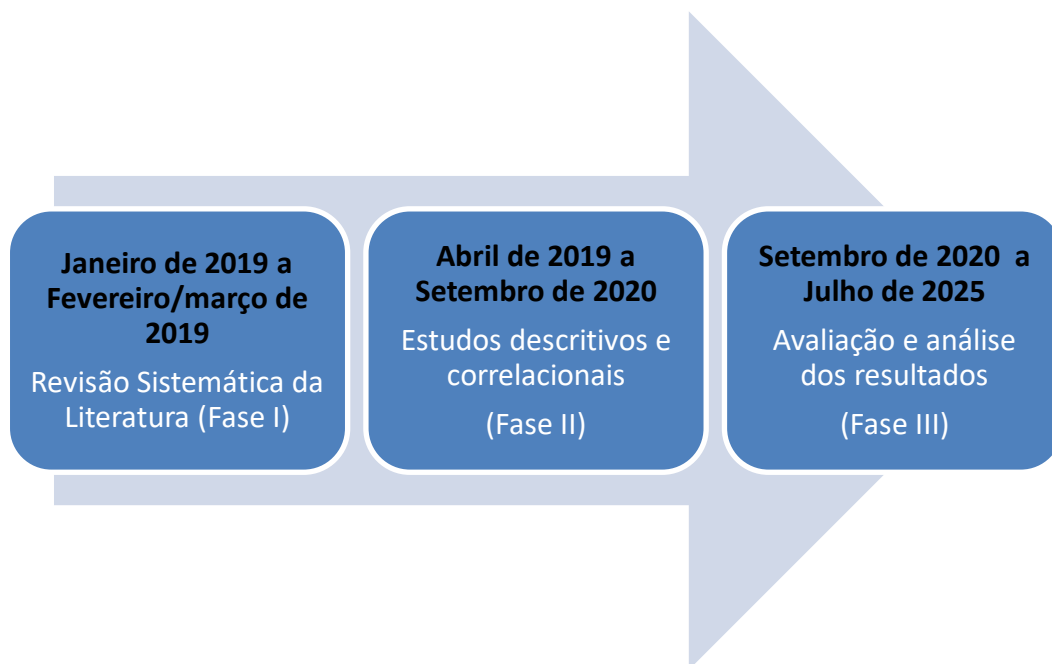 Janeiro de 2019 a
Fevereiro/março de
2019
Revisão Sistemática da
Literatura (Fase I)
Abril de 2019 a
Setembro de 2020
Estudos descritivos e
correlacionais
(Fase II)
Setembro de 2020  a
Julho de 2025
Avaliação e análise
dos resultados
(Fase III)